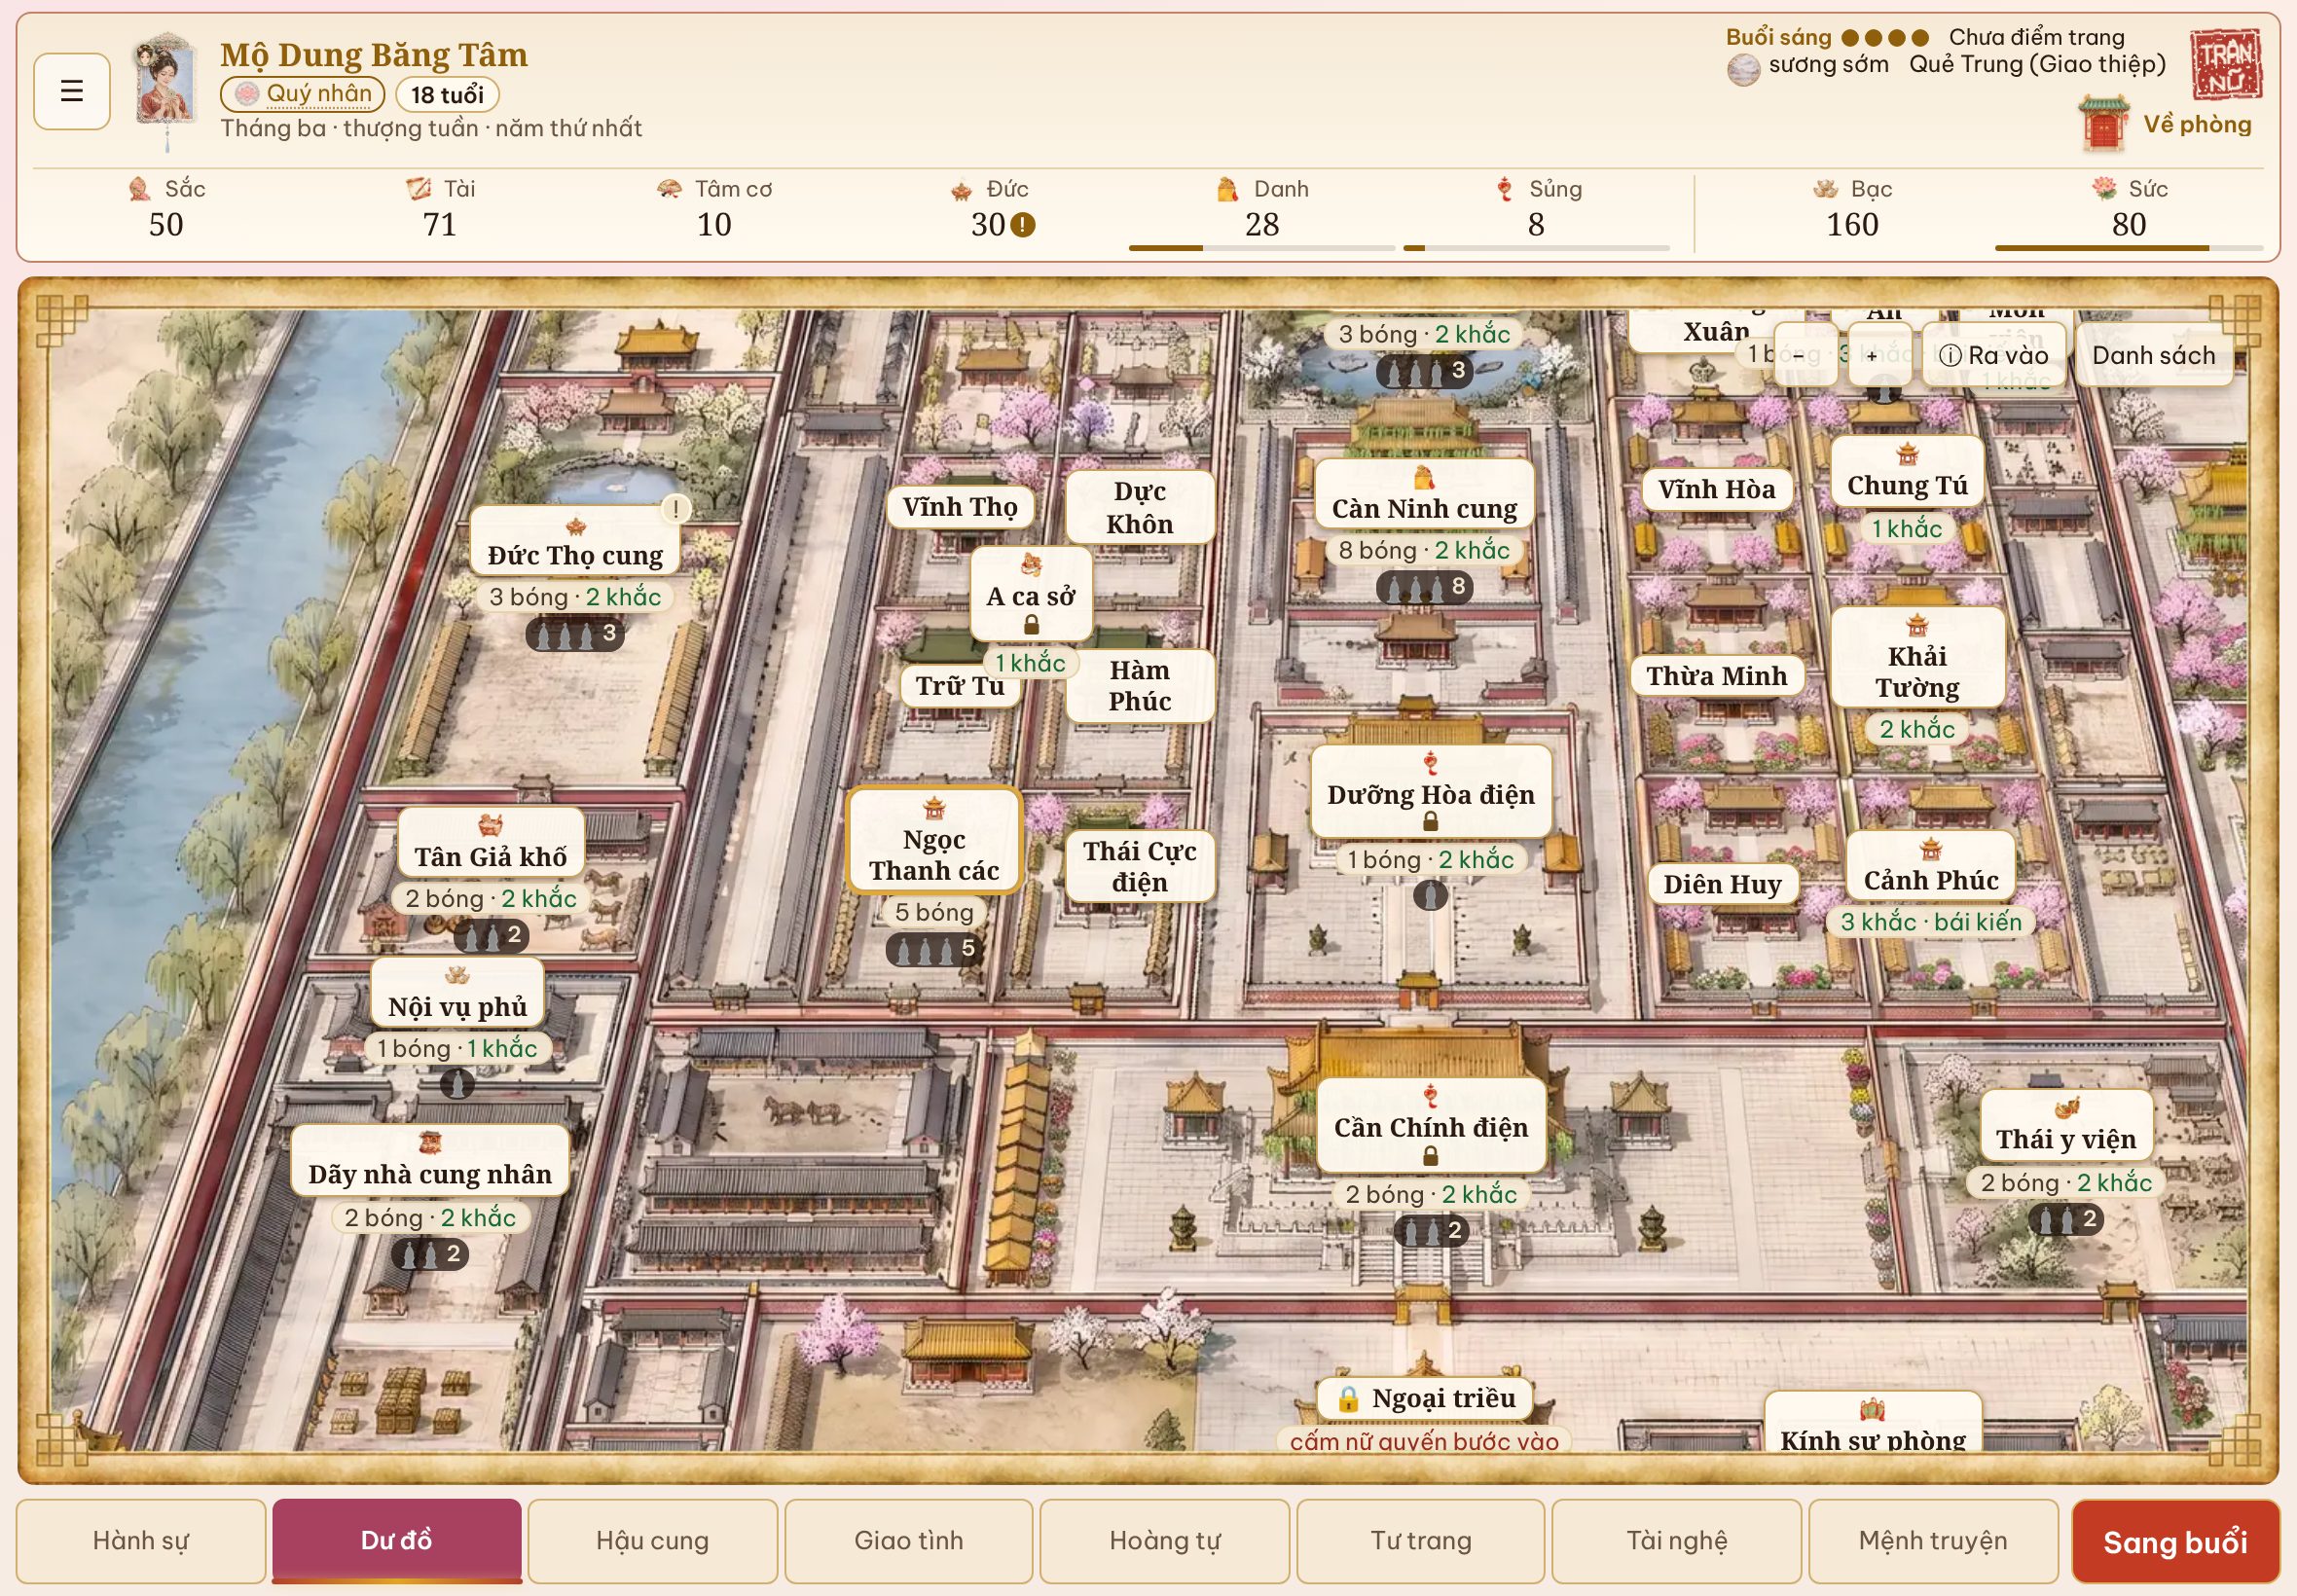 ☰
Mộ Dung Băng Tâm
Quý nhân
18 tuổi
Tháng ba · thượng tuần · năm thứ nhất
Buổi sáng
Chưa điểm trang
sương sớm
Quẻ Trung (Giao thiệp)
TRÂN NỮ
Về phòng
Sắc
50
Tài
71
Tâm cơ
10
Đức
30 !
Danh
28
Sủng
8
Bạc
160
Sức
80
3 bóng · 2 khắc
3
Xuân
−
+
ⓘ Ra vào
Danh sách
1 khắc
Vĩnh Thọ
Dực
Khôn
Càn Ninh cung
8 bóng · 2 khắc
8
Vĩnh Hòa
Chung Tú
1 khắc
!
Đức Thọ cung
3 bóng · 2 khắc
3
A ca sở
1 khắc
Trữ Tú
Hàm
Phúc
Thừa Minh
Khải
Tường
2 khắc
Dưỡng Hòa điện
1 bóng · 2 khắc
Tân Giả khố
2 bóng · 2 khắc
2
Ngọc
Thanh các
5 bóng
5
Thái Cực
điện
Diên Huy
Cảnh Phúc
3 khắc · bái kiến
Nội vụ phủ
1 bóng · 1 khắc
Dãy nhà cung nhân
2 bóng · 2 khắc
2
Cần Chính điện
2 bóng · 2 khắc
2
Thái y viện
2 bóng · 2 khắc
2
Ngoại triều
cấm nữ quyến bước vào
Kính sự phòng
Hành sự
Dư đồ
Hậu cung
Giao tình
Hoàng tự
Tư trang
Tài nghệ
Mệnh truyện
Sang buổi